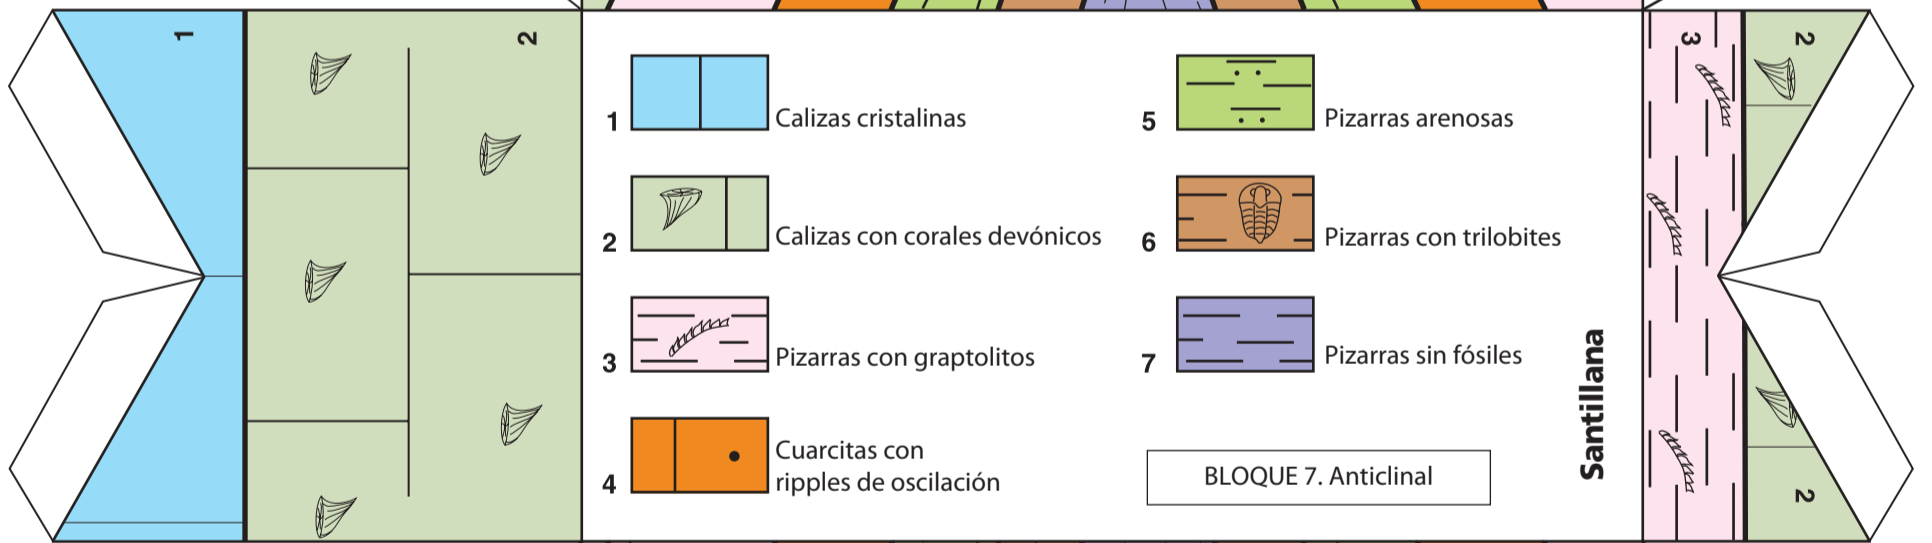 1
2
1
Calizas cristalinas
2
Calizas con corales devónicos
3
Pizarras con graptolitos
4
Cuarcitas con
ripples de oscilación
5
Pizarras arenosas
6
Pizarras con trilobites
7
Pizarras sin fósiles
BLOQUE 7. Anticlinal
Santillana
3
2
2